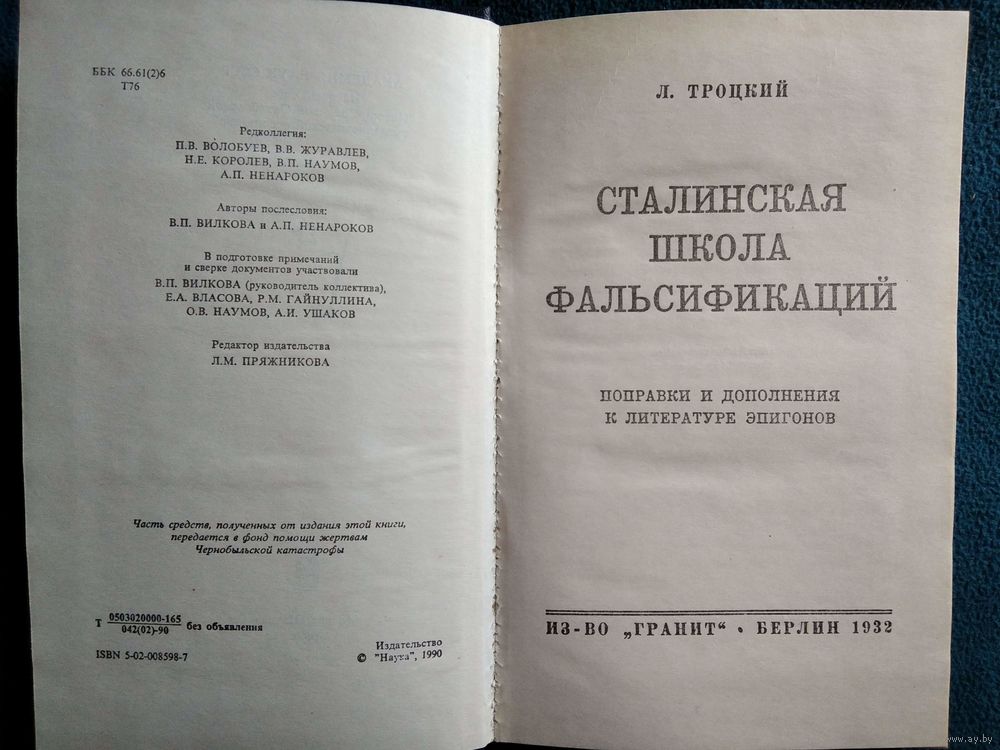 ББК 66.61(2)6
Т76
Редколлегия:
П.В. ВОЛОБУЕВ, В.В. ЖУРАВЛЕВ,
Н.Е. КОРОЛЕВ, В.П. НАУМОВ,
А.П. НЕНАРОКОВ
Авторы послесловия:
В.П. ВИЛКОВА и А.П. НЕНАРОКОВ
В подготовке примечаний
и сверке документов участвовали
В.П. ВИЛКОВА (руководитель коллектива),
Е.А. ВЛАСОВА, Р.М. ГАЙНУЛЛИНА,
О.В. НАУМОВ, А.И. УШАКОВ
Редактор издательства
Л.М. ПРЯЖНИКОВА
Часть средств, полученных от издания этой книги,
передается в фонд помощи жертвам
Чернобыльской катастрофы
Т 0503020000-165
042(02)-90 без объявления
ISBN 5-02-008598-7
Издательство
© "Наука", 1990
Л. ТРОЦКИЙ
СТАЛИНСКАЯ
ШКОЛА
ФАЛЬСИФИКАЦИЙ
ПОПРАВКИ И ДОПОЛНЕНИЯ
К ЛИТЕРАТУРЕ ЭПИГОНОВ
ИЗ-ВО „ГРАНИТ“ • БЕРЛИН 1932
www.ay.by